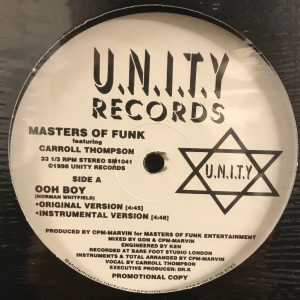 U.N.I.T.Y
RECORDS
MASTERS OF FUNK
featuring
CARROLL THOMPSON
33 1/3 RPM STEREO SM1041
©1998 UNITY RECORDS
SIDE A
OOH BOY
(NORMAN WHITFIELD)
•ORIGINAL VERSION [4:45]
•INSTRUMENTAL VERSION [4:48]
U.N.I.T.Y
PRODUCED BY CPM-MARVIN for MASTERS OF FUNK ENTERTAINMENT
MIXED BY GON & CPM-MARVIN
ENGINEERED BY KEN
RECORDED AT BARE FOOT STUDIO LONDON
INSTRUMENTS & TOTAL ARRANGED BY CPM-MARVIN
VOCAL BY CARROLL THOMPSON
EXECUTIVE PRODUCER: DR.X
PROMOTIONAL COPY